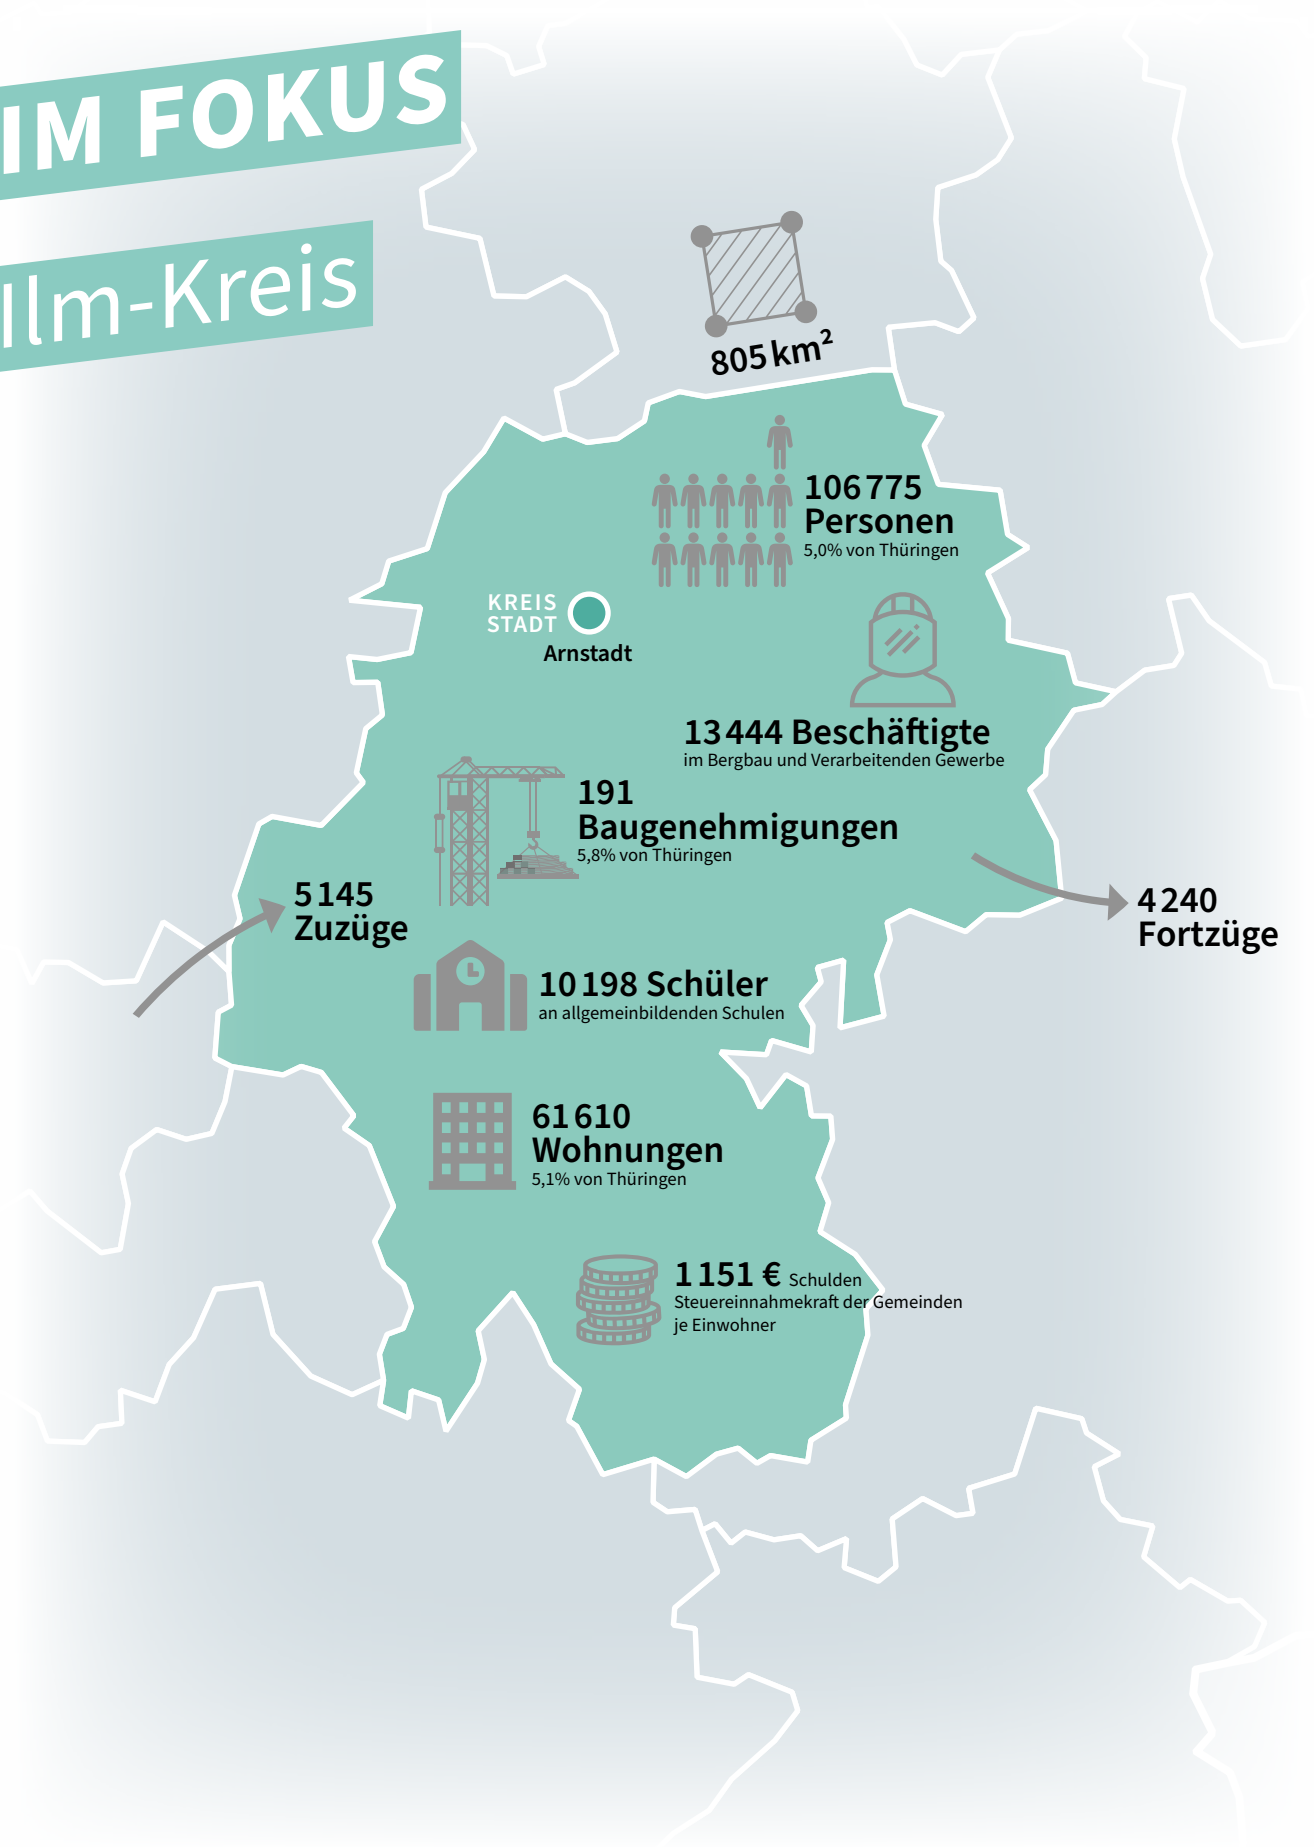 IM FOKUS
Ilm-Kreis
805 km²
106 775
Personen
5,0% von Thüringen
KREIS
STADT
Arnstadt
13 444 Beschäftigte
im Bergbau und Verarbeitenden Gewerbe
191
Baugenehmigungen
5,8% von Thüringen
5 145
Zuzüge
4 240
Fortzüge
10 198 Schüler
an allgemeinbildenden Schulen
61 610
Wohnungen
5,1% von Thüringen
1 151 € Schulden
Steuereinnahmekraft der Gemeinden
je Einwohner